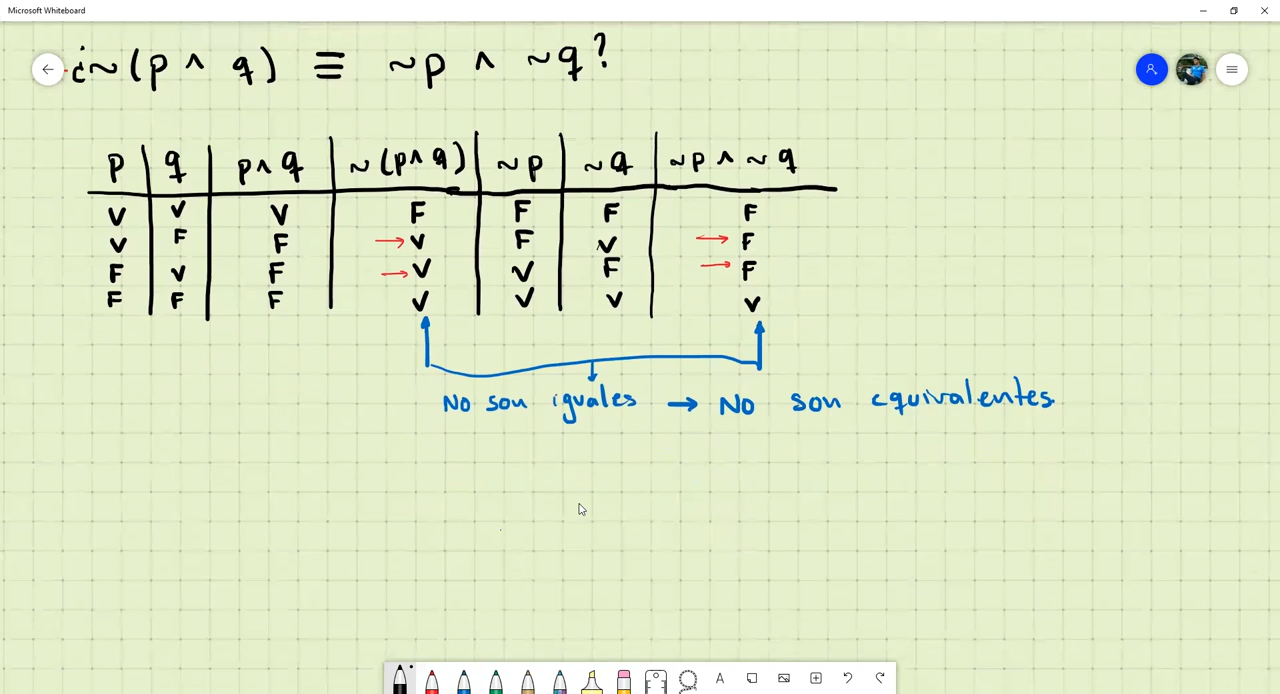 Microsoft Whiteboard
¿~(p ∧ q) ≡ ~p ∧ ~q?
p q p∧q ~(p∧q) ~p ~q ~p ∧ ~q
V V V F F F F
V F F V F V F
F V F V V F F
F F F V V V V
No son iguales → No son equivalentes.
A